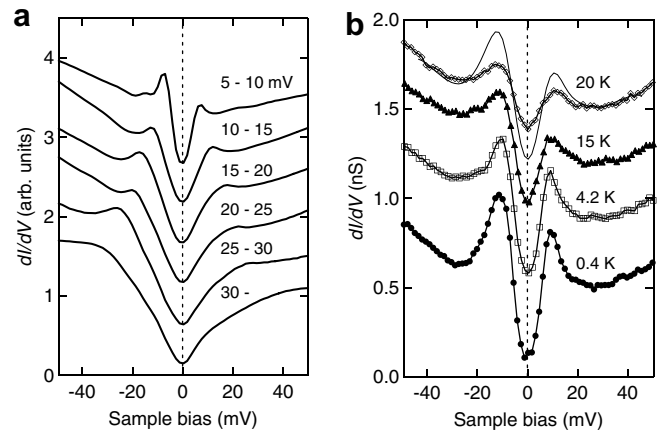 a
dI/dV (arb. units)
4
3
2
1
0
5 - 10 mV
10 - 15
15 - 20
20 - 25
25 - 30
30 -
-40 -20 0 20 40
Sample bias (mV)
b
dI/dV (nS)
2.0
1.5
1.0
0.5
0.0
20 K
15 K
4.2 K
0.4 K
-40 -20 0 20 40
Sample bias (mV)